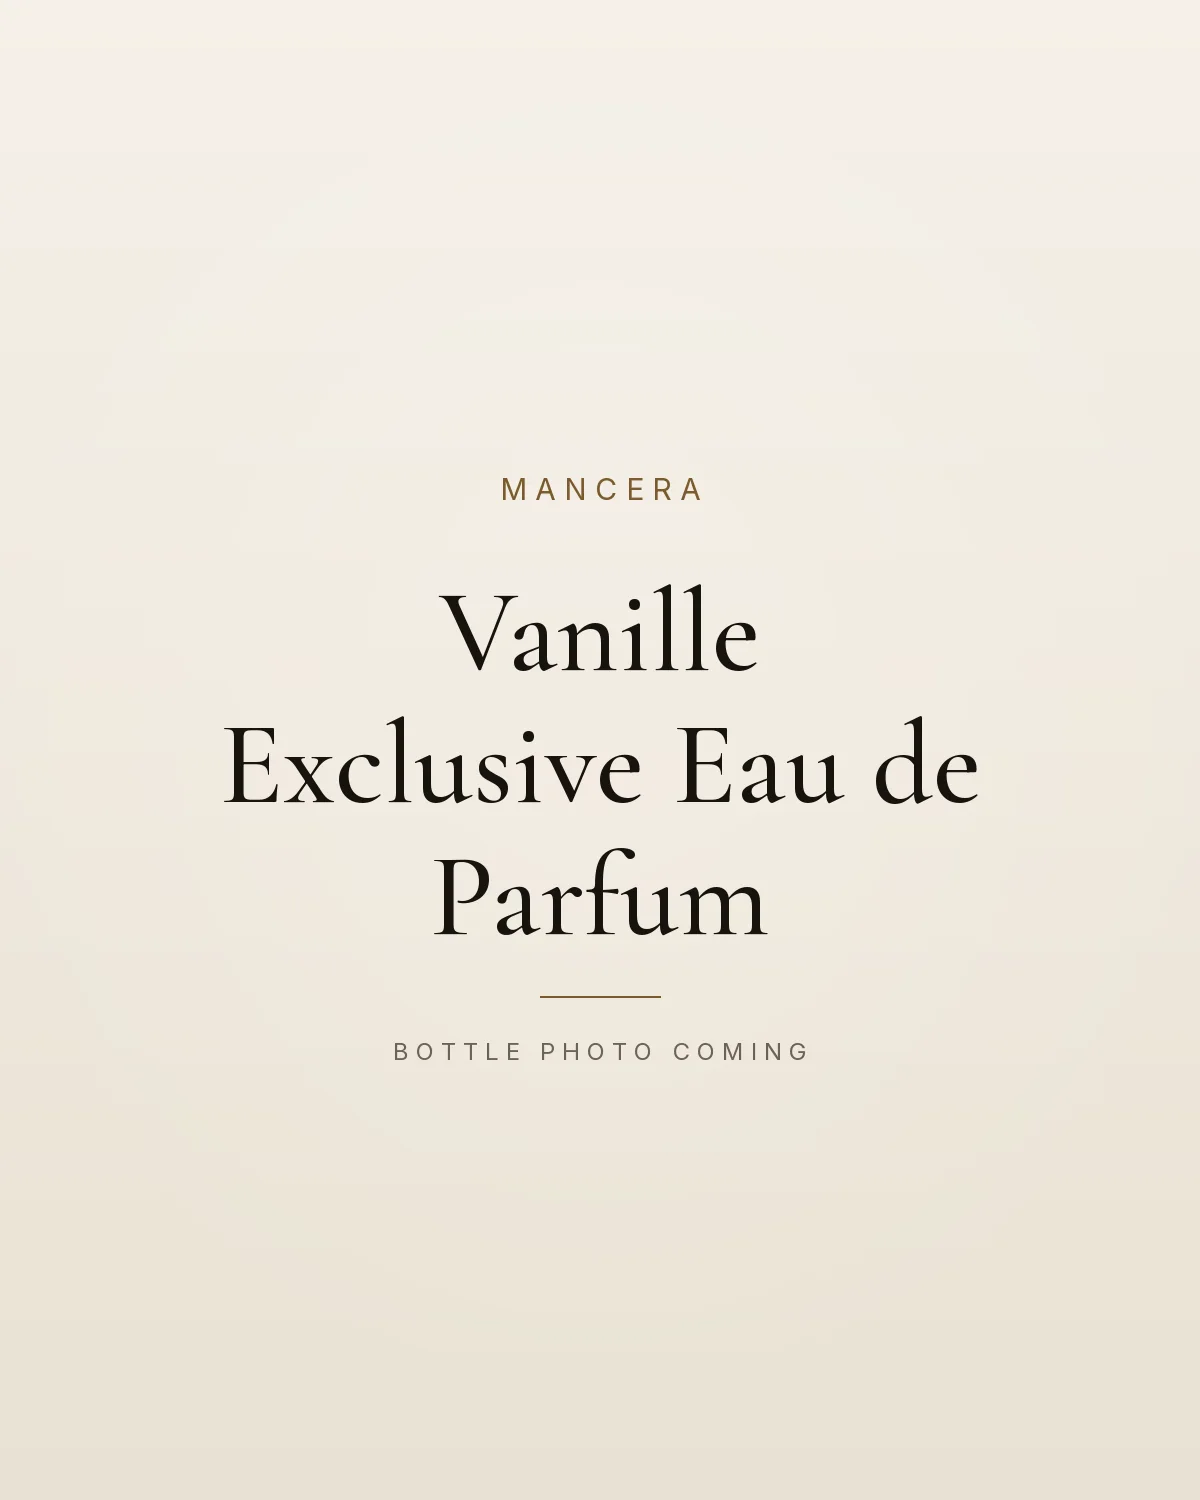 MANCERA
Vanille
Exclusive Eau de
Parfum
BOTTLE PHOTO COMING